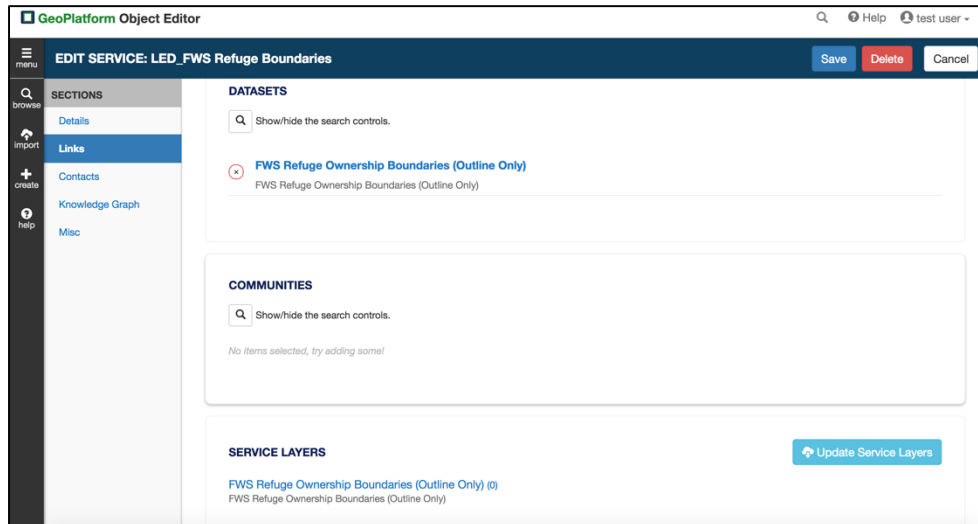 GeoPlatform Object Editor
Help
test user
menu
EDIT SERVICE: LED_FWS Refuge Boundaries
Save
Delete
Cancel
browse
import
create
help
SECTIONS
Details
Links
Contacts
Knowledge Graph
Misc
DATASETS
Show/hide the search controls.
FWS Refuge Ownership Boundaries (Outline Only)
FWS Refuge Ownership Boundaries (Outline Only)
COMMUNITIES
Show/hide the search controls.
No items selected, try adding some!
SERVICE LAYERS
Update Service Layers
FWS Refuge Ownership Boundaries (Outline Only) (0)
FWS Refuge Ownership Boundaries (Outline Only)